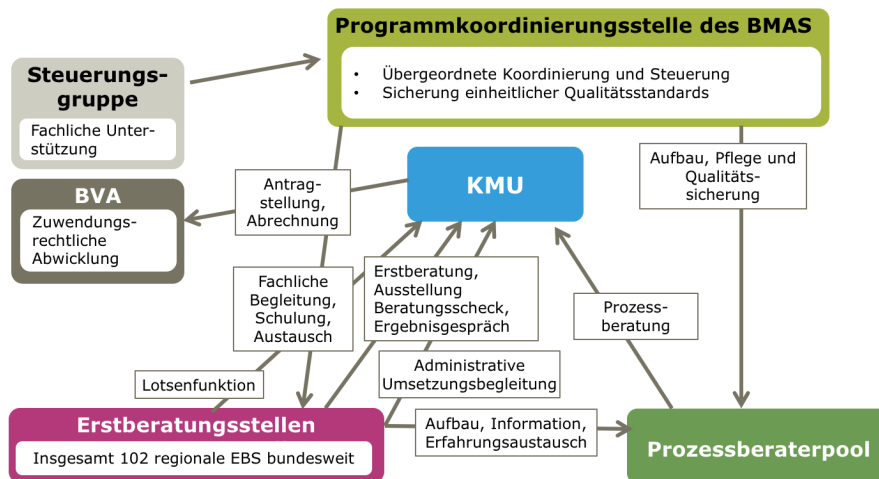 Programmkoordinierungsstelle des BMAS
• Übergeordnete Koordinierung und Steuerung
• Sicherung einheitlicher Qualitätsstandards
Steuerungs-
gruppe
Fachliche Unter-
stützung
BVA
Zuwendungs-
rechtliche
Abwicklung
Antrag-
stellung,
Abrechnung
KMU
Aufbau, Pflege und
Qualitäts-
sicherung
Fachliche
Begleitung,
Schulung,
Austausch
Erstberatung,
Ausstellung
Beratungsscheck,
Ergebnisgespräch
Prozess-
beratung
Lotsenfunktion
Administrative
Umsetzungsbegleitung
Erstberatungsstellen
Insgesamt 102 regionale EBS bundesweit
Aufbau, Information,
Erfahrungsaustausch
Prozessberaterpool